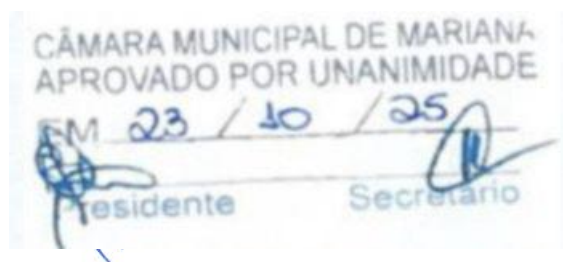 CÂMARA MUNICIPAL DE MARIANA
APROVADO POR UNANIMIDADE
EM 23 / 10 / 25
Presidente Secretário